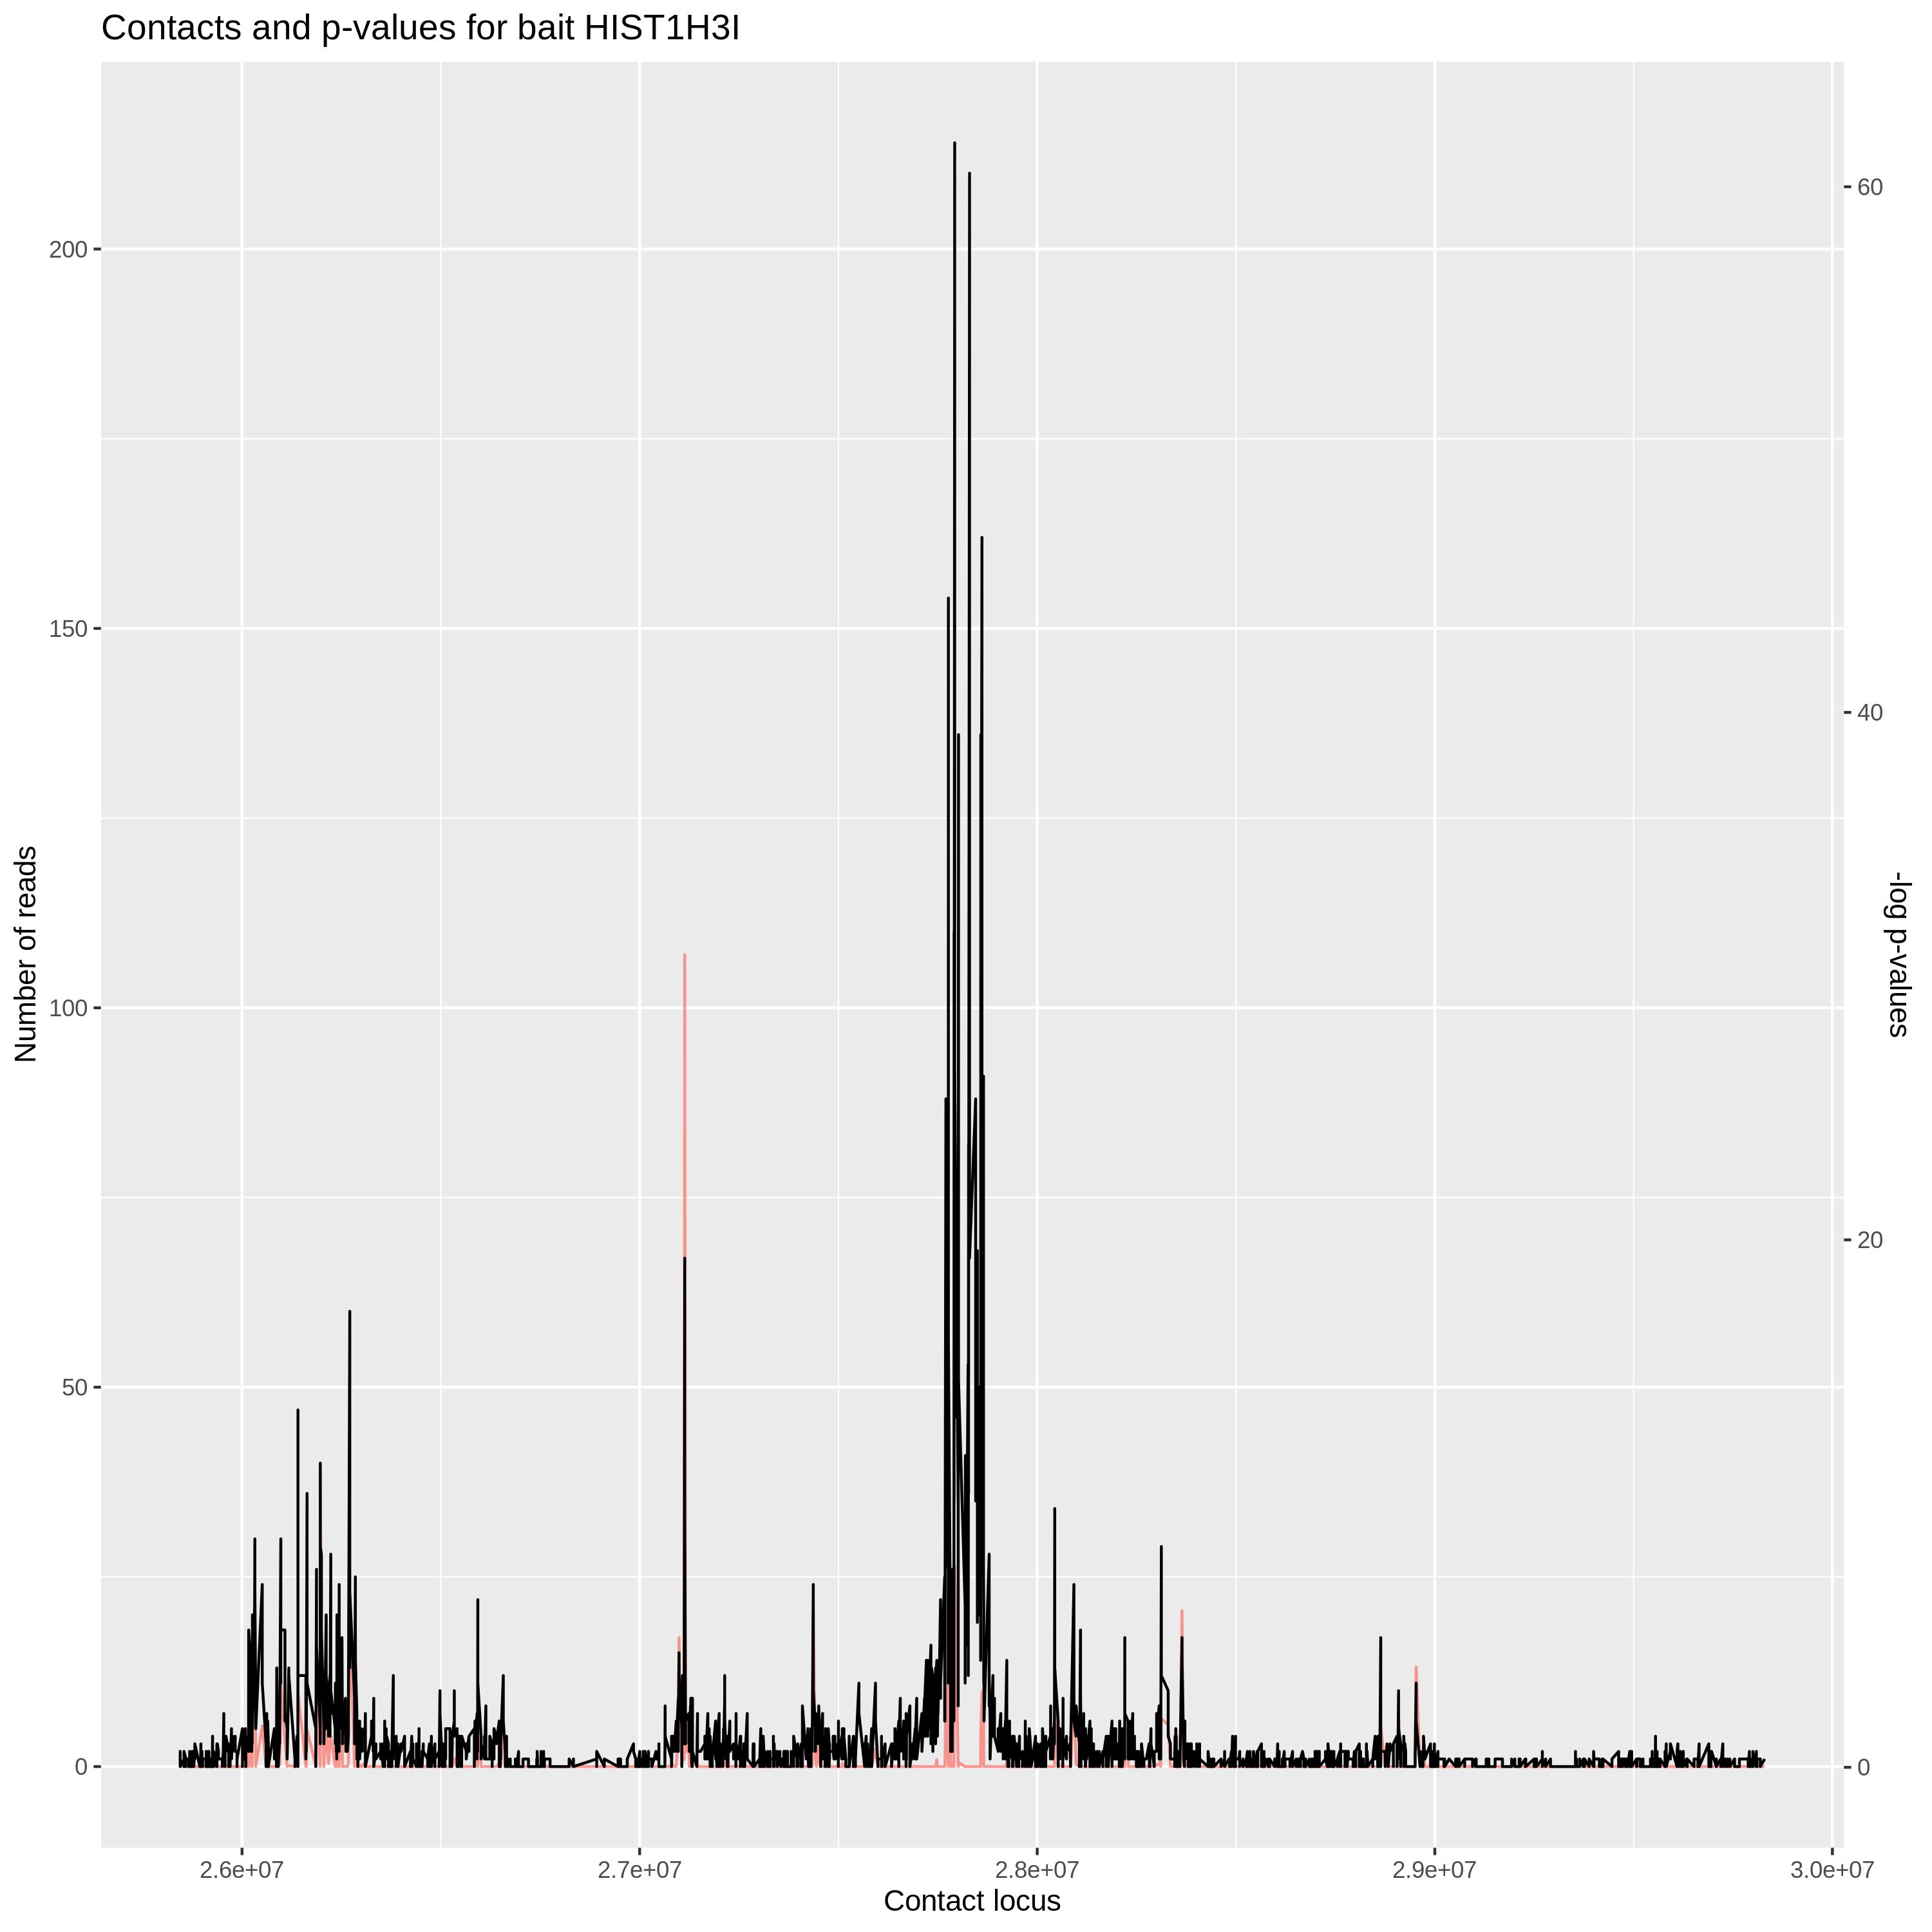 Contacts and p-values for bait HIST1H3I
200
150
100
50
0
Number of reads
60
40
20
0
-log p-values
2.6e+07
2.7e+07
2.8e+07
2.9e+07
3.0e+07
Contact locus